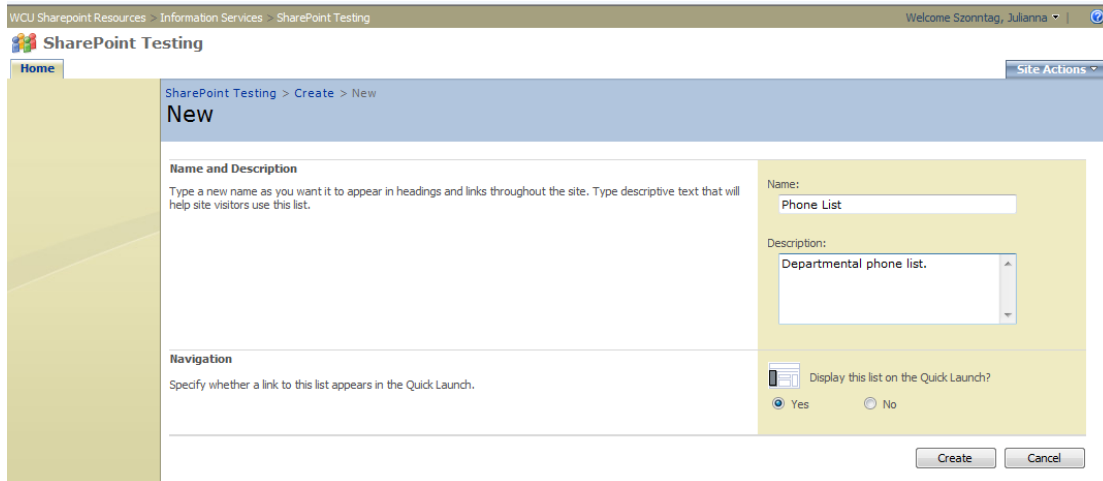 WCU Sharepoint Resources > Information Services > SharePoint Testing
Welcome Szonntag, Julianna
SharePoint Testing
Home
Site Actions
SharePoint Testing > Create > New
New
Name and Description
Type a new name as you want it to appear in headings and links throughout the site. Type descriptive text that will
help site visitors use this list.
Name:
Phone List
Description:
Departmental phone list.
Navigation
Specify whether a link to this list appears in the Quick Launch.
Display this list on the Quick Launch?
Yes No
Create Cancel